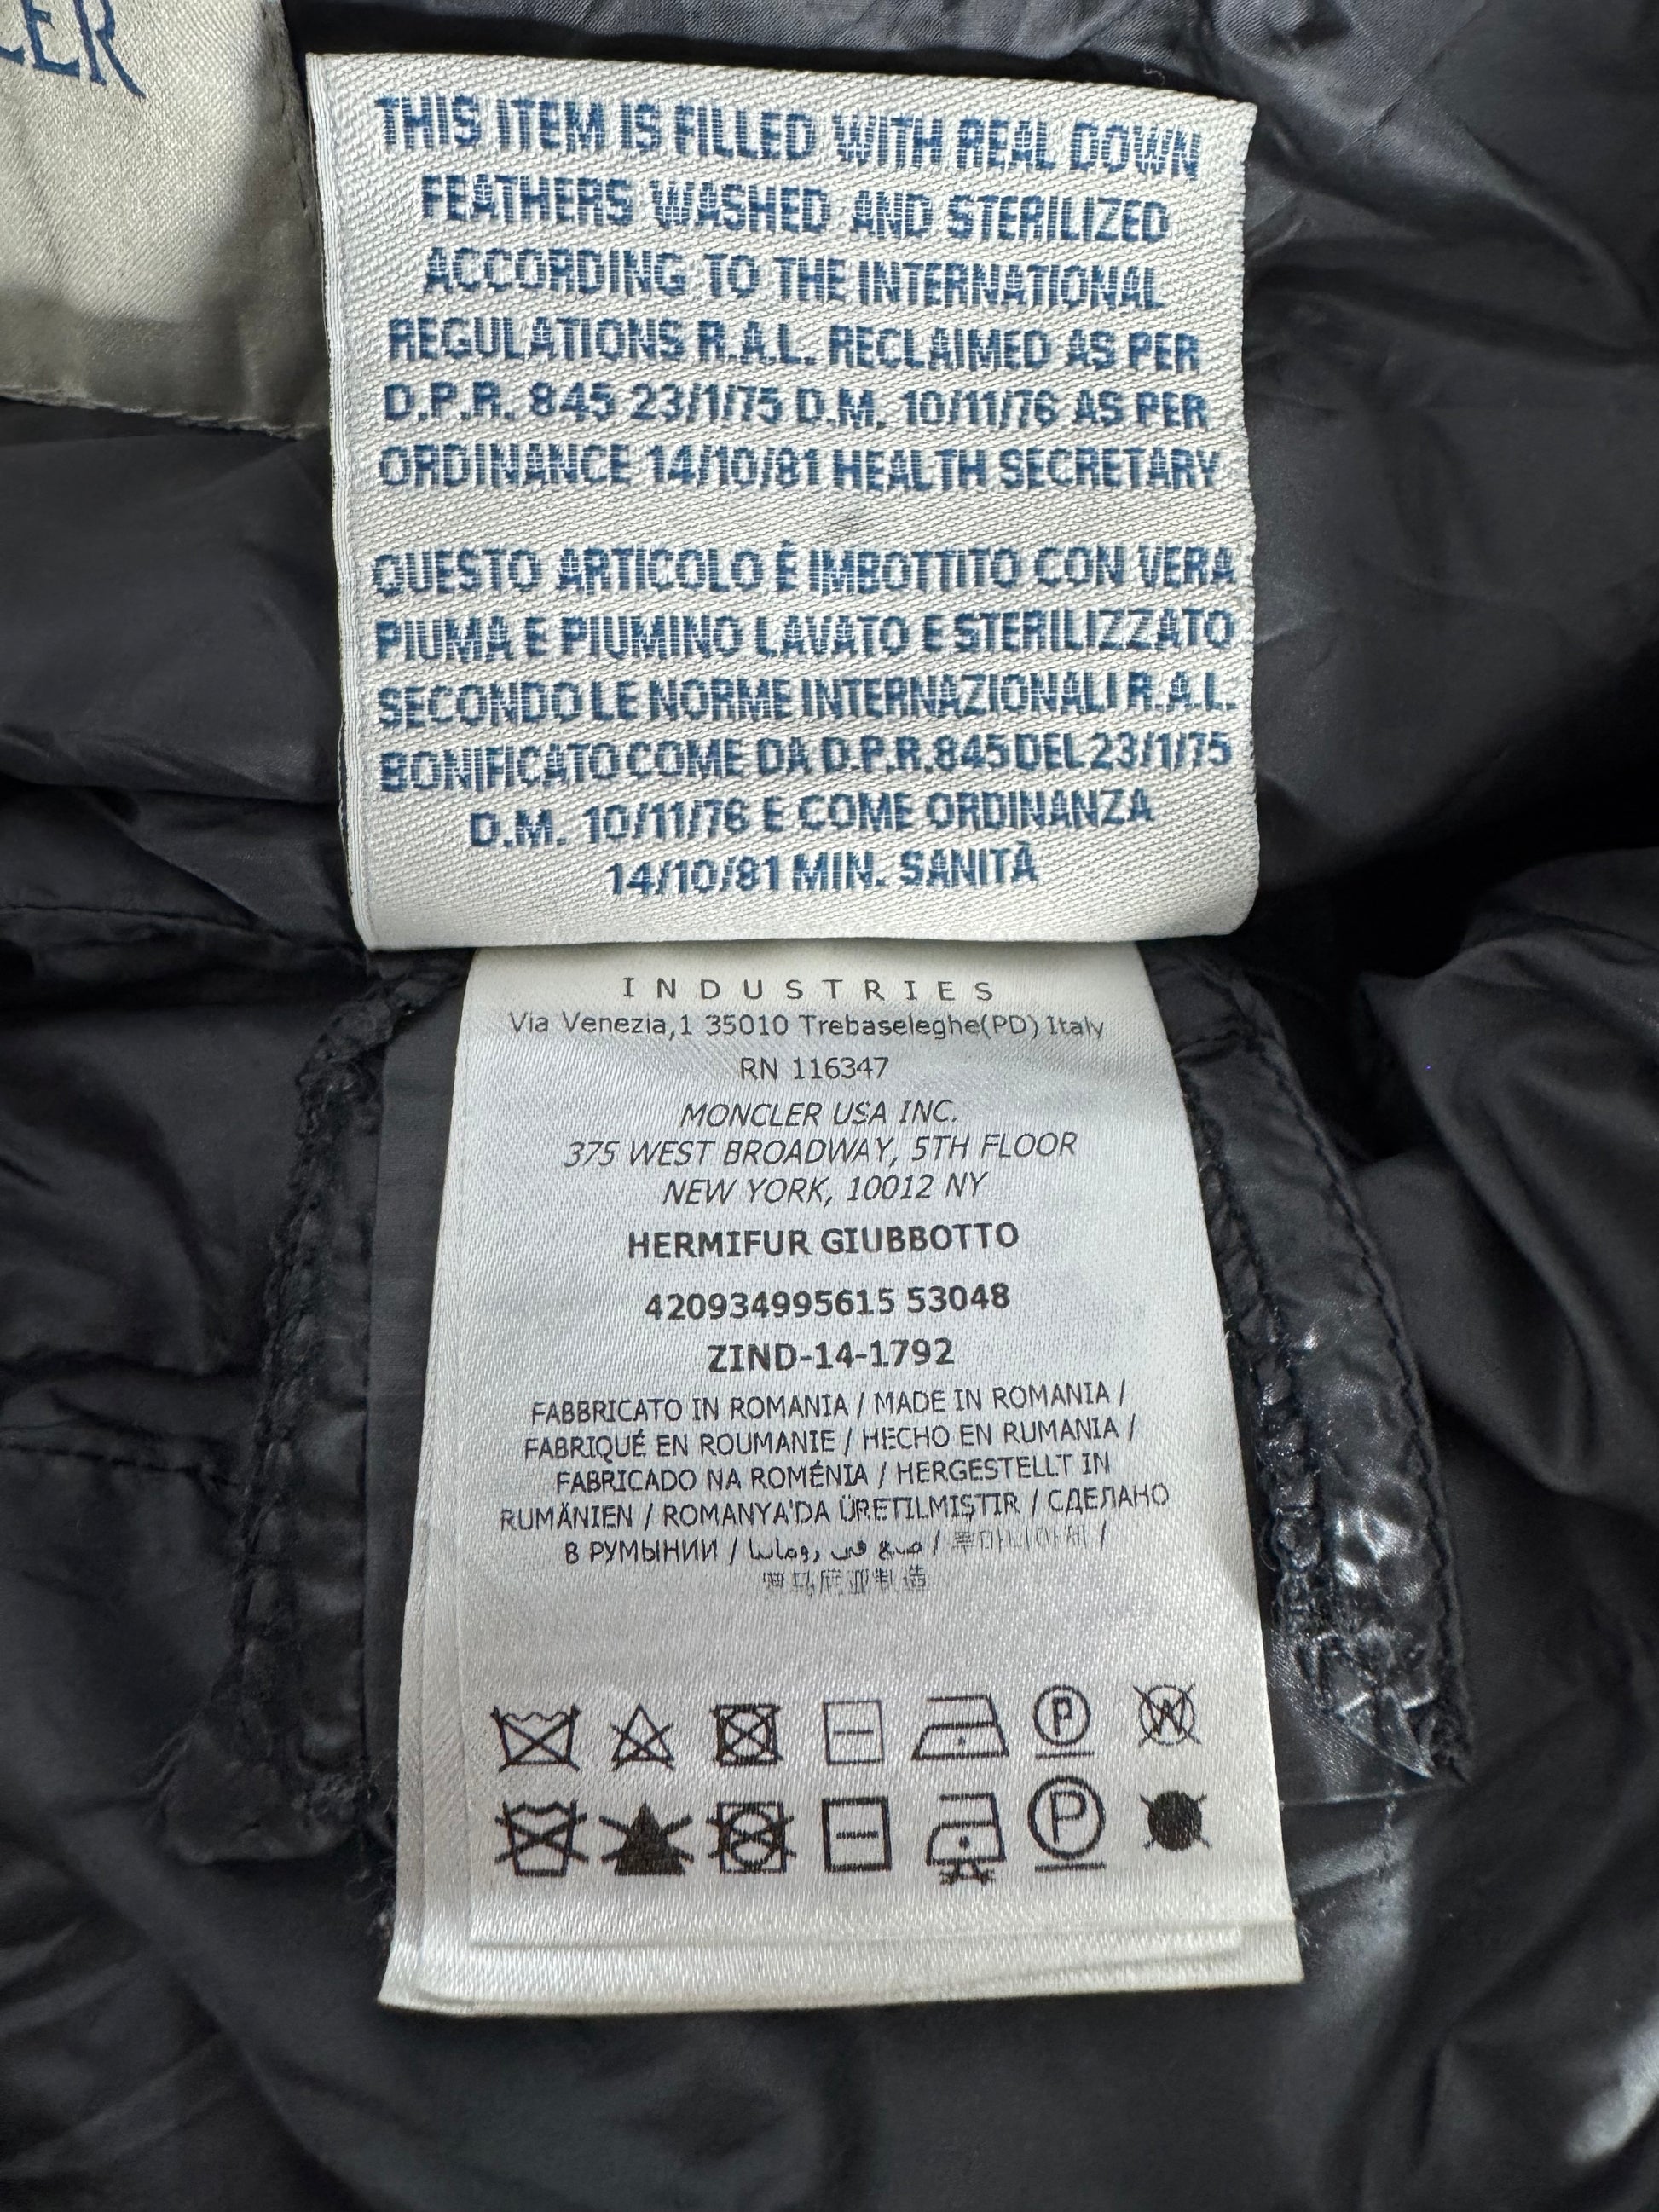 LER
THIS ITEM IS FILLED WITH REAL DOWN
FEATHERS WASHED AND STERILIZED
ACCORDING TO THE INTERNATIONAL
REGULATIONS R.A.L. RECLAIMED AS PER
D.P.R. 845 23/1/75 D.M. 10/11/76 AS PER
ORDINANCE 14/10/81 HEALTH SECRETARY
QUESTO ARTICOLO É IMBOTTITO CON VERA
PIUMA E PIUMINO LAVATO E STERILIZZATO
SECONDO LE NORME INTERNAZIONALI R.A.L.
BONIFICATO COME DA D.P.R. 845 DEL 23/1/75
D.M. 10/11/76 E COME ORDINANZA
14/10/81 MIN. SANITÀ
INDUSTRIES
Via Venezia,1 35010 Trebaseleghe(PD) Italy
RN 116347
MONCLER USA INC.
375 WEST BROADWAY, 5TH FLOOR
NEW YORK, 10012 NY
HERMIFUR GIUBBOTTO
420934995615 53048
ZIND-14-1792
FABBRICATO IN ROMANIA / MADE IN ROMANIA /
FABRIQUÉ EN ROUMANIE / HECHO EN RUMANIA /
FABRICADO NA ROMÉNIA / HERGESTELLT IN
RUMÄNIEN / ROMANYA'DA ÜRETILMIŞTIR / СДЕЛАНО
В РУМЫНИИ / صنع في رومانيا / /
罗马尼亚制造
P W
P